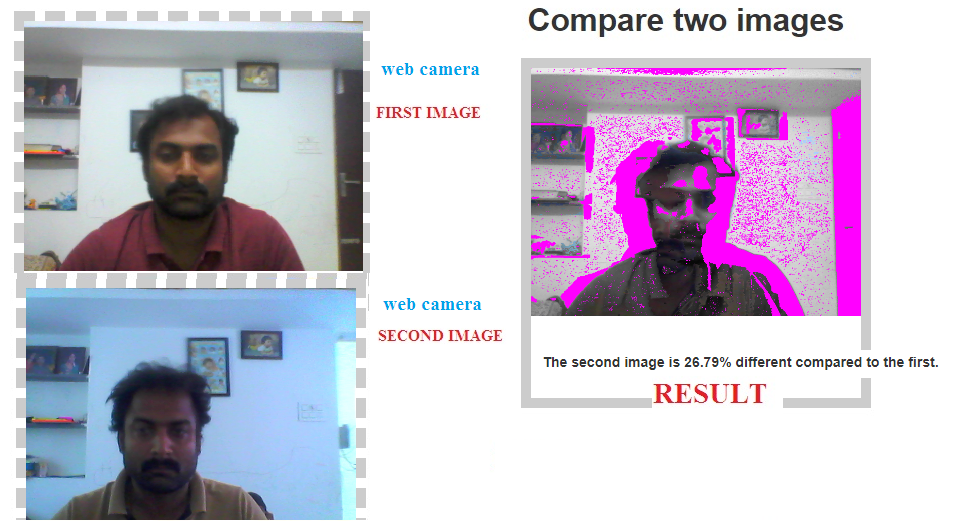 Compare two images
web camera
FIRST IMAGE
web camera
SECOND IMAGE
The second image is 26.79% different compared to the first.
RESULT